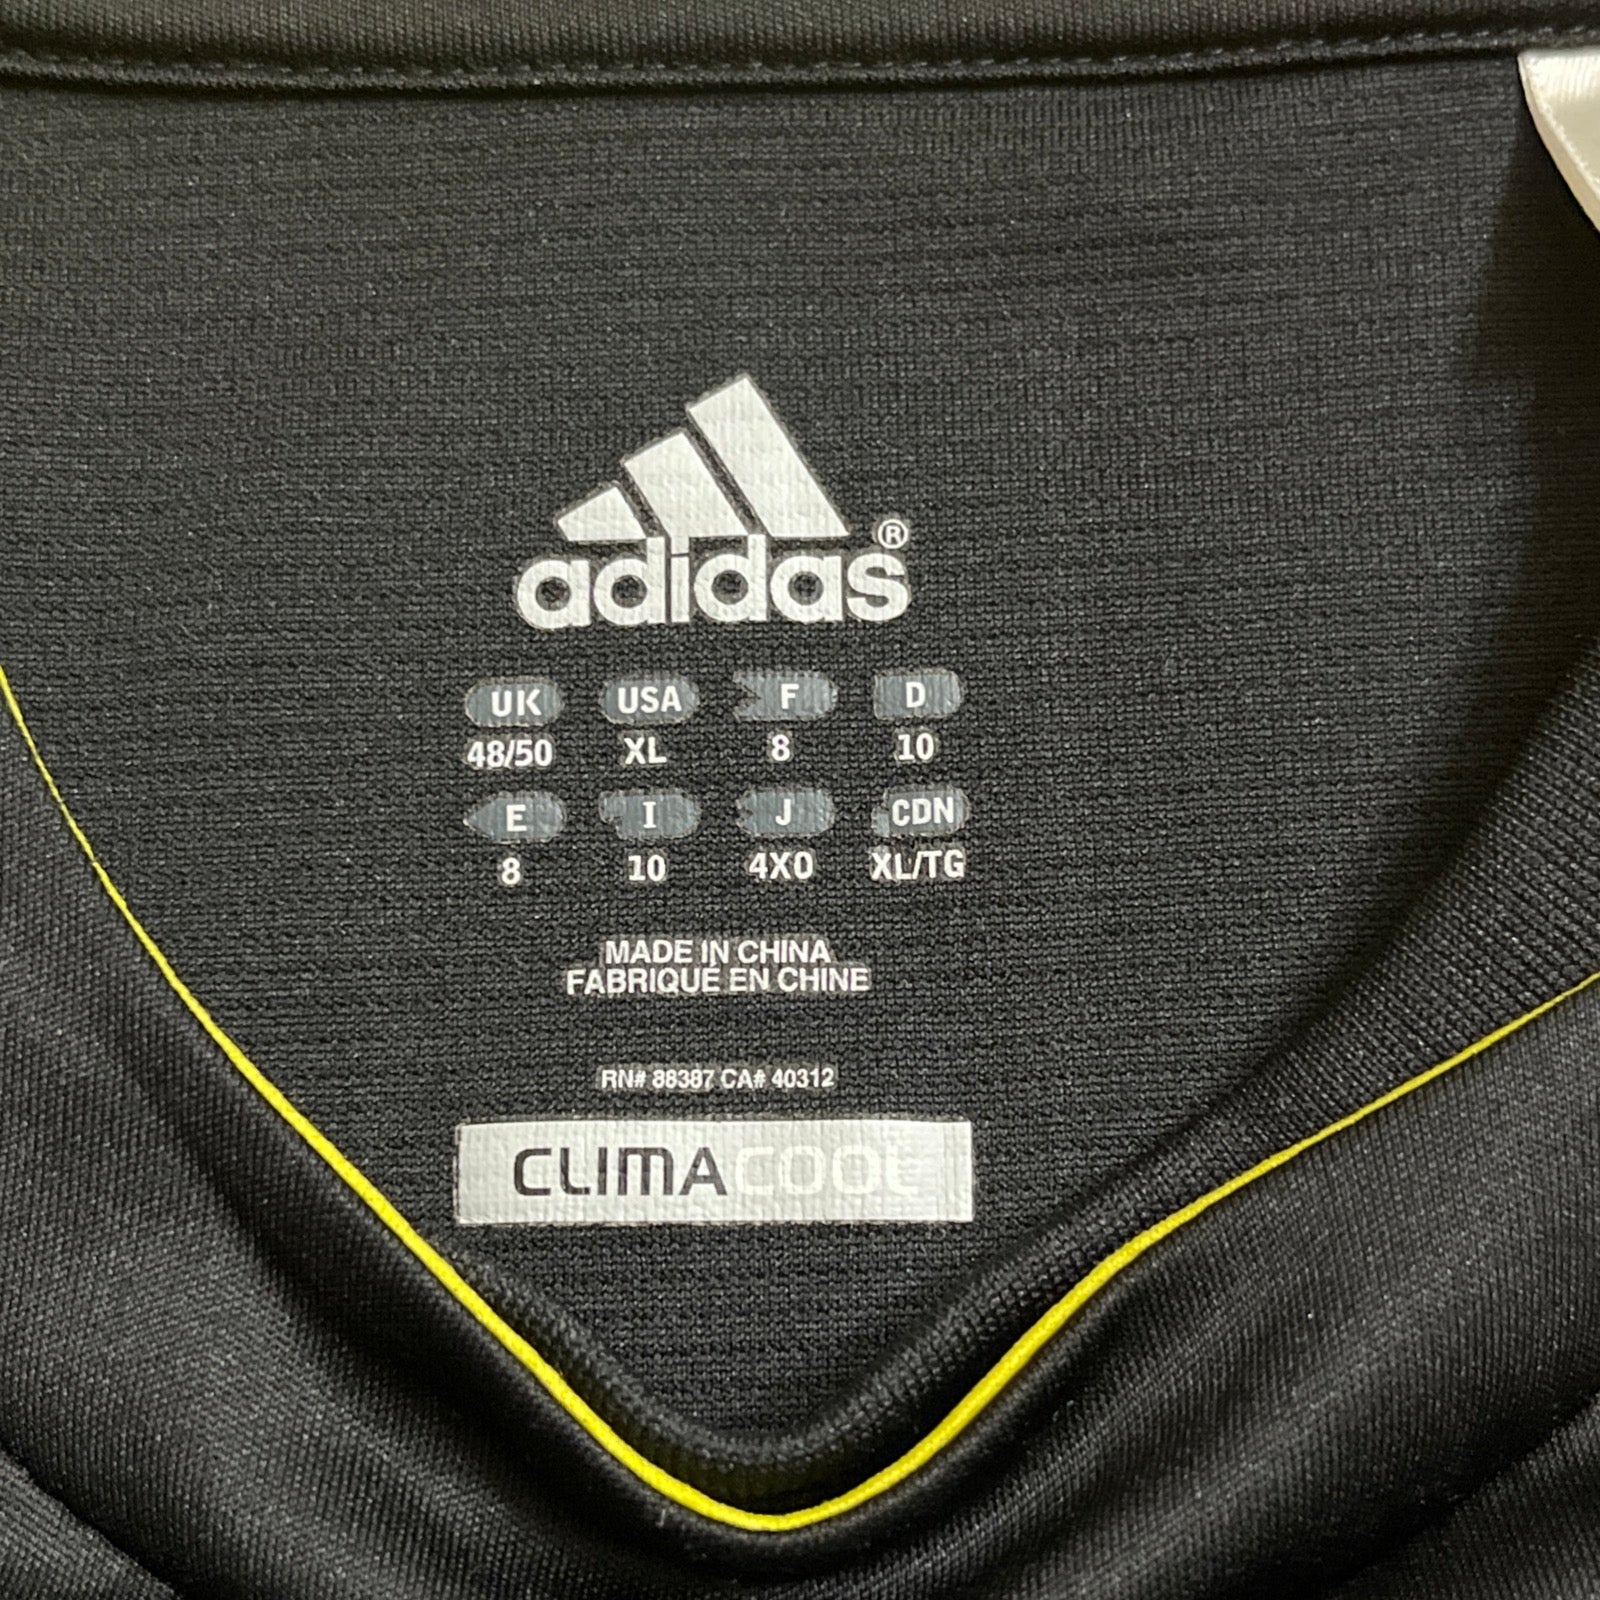 adidas®
UK USA F D
48/50 XL 8 10
E I J CDN
8 10 4XO XL/TG
MADE IN CHINA
FABRIQUE EN CHINE
RN# 88387 CA# 40312
CLIMACOOL